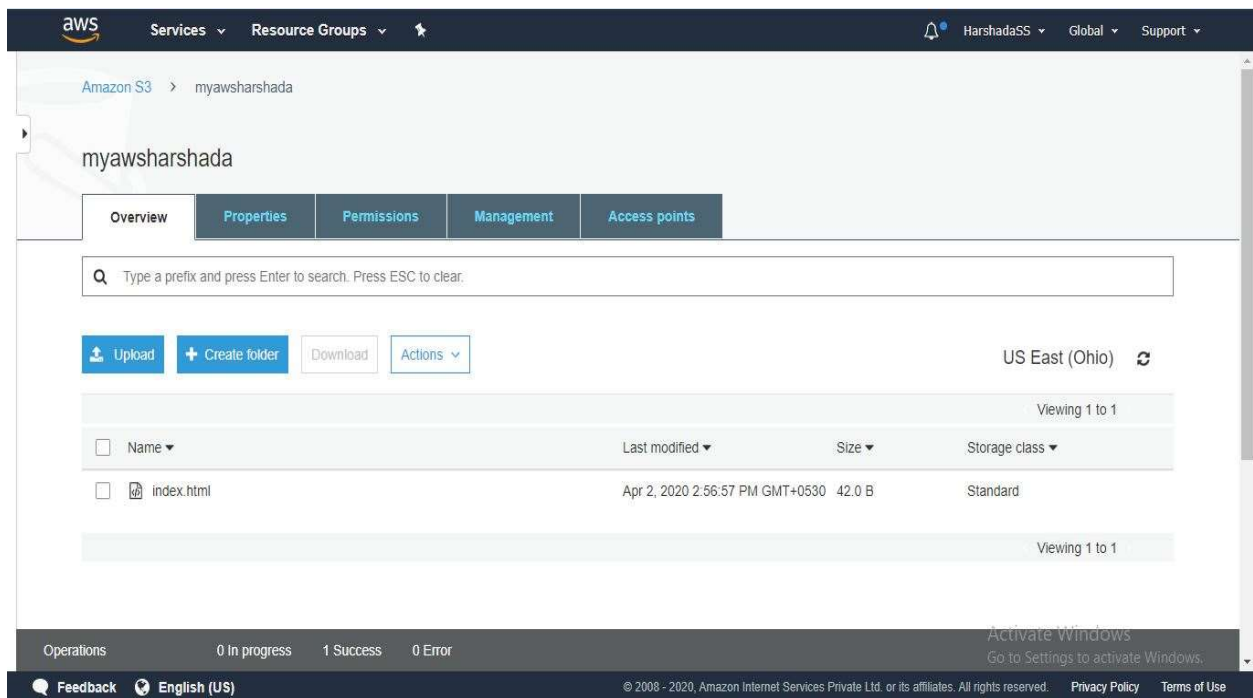 aws Services Resource Groups HarshadaSS Global Support
Amazon S3 > myawsharshada
myawsharshada
Overview Properties Permissions Management Access points
Type a prefix and press Enter to search. Press ESC to clear.
Upload + Create folder Download Actions US East (Ohio)
Viewing 1 to 1
Name Last modified Size Storage class
index.html Apr 2, 2020 2:56:57 PM GMT+0530 42.0 B Standard
Viewing 1 to 1
Activate Windows
Operations 0 In progress 1 Success 0 Error
Go to Settings to activate Windows.
Feedback English (US) © 2008 - 2020, Amazon Internet Services Private Ltd. or its affiliates. All rights reserved. Privacy Policy Terms of Use